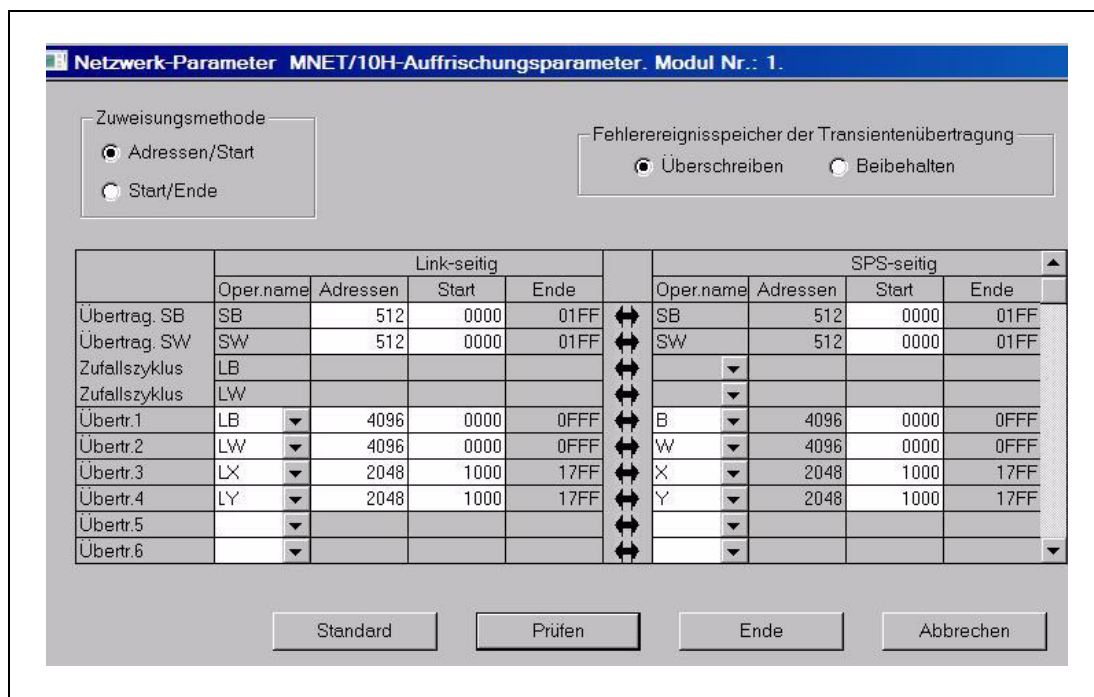 Netzwerk-Parameter MNET/10H-Auffrischungsparameter. Modul Nr.: 1.
Zuweisungsmethode
Adressen/Start
Start/Ende
Fehlerereignisspeicher der Transientenübertragung
Überschreiben Beibehalten
Link-seitig SPS-seitig
Oper.name Adressen Start Ende Oper.name Adressen Start Ende
Übertrag. SB SB 512 0000 01FF SB 512 0000 01FF
Übertrag. SW SW 512 0000 01FF SW 512 0000 01FF
Zufallszyklus LB
Zufallszyklus LW
Übertr.1 LB 4096 0000 0FFF B 4096 0000 0FFF
Übertr.2 LW 4096 0000 0FFF W 4096 0000 0FFF
Übertr.3 LX 2048 1000 17FF X 2048 1000 17FF
Übertr.4 LY 2048 1000 17FF Y 2048 1000 17FF
Übertr.5
Übertr.6
Standard Prüfen Ende Abbrechen